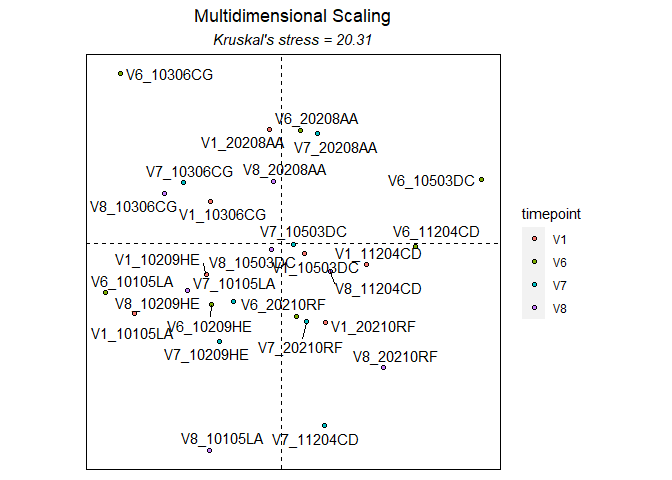 Multidimensional Scaling
Kruskal's stress = 20.31
V6_10306CG
V6_20208AA
V1_20208AA
V7_20208AA
V7_10306CG
V8_20208AA
V6_10503DC
V8_10306CG
V1_10306CG
timepoint
V7_10503DC
V6_11204CD
V1
V1_10209HE
V8_10503DC
V1_10503DC
V1_11204CD
V6
V6_10105LA
V7_10105LA
V8_11204CD
V7
V8_10209HE
V6_20210RF
V8
V1_10105LA
V6_10209HE
V1_20210RF
V7_10209HE
V7_20210RF
V8_20210RF
V8_10105LA
V7_11204CD